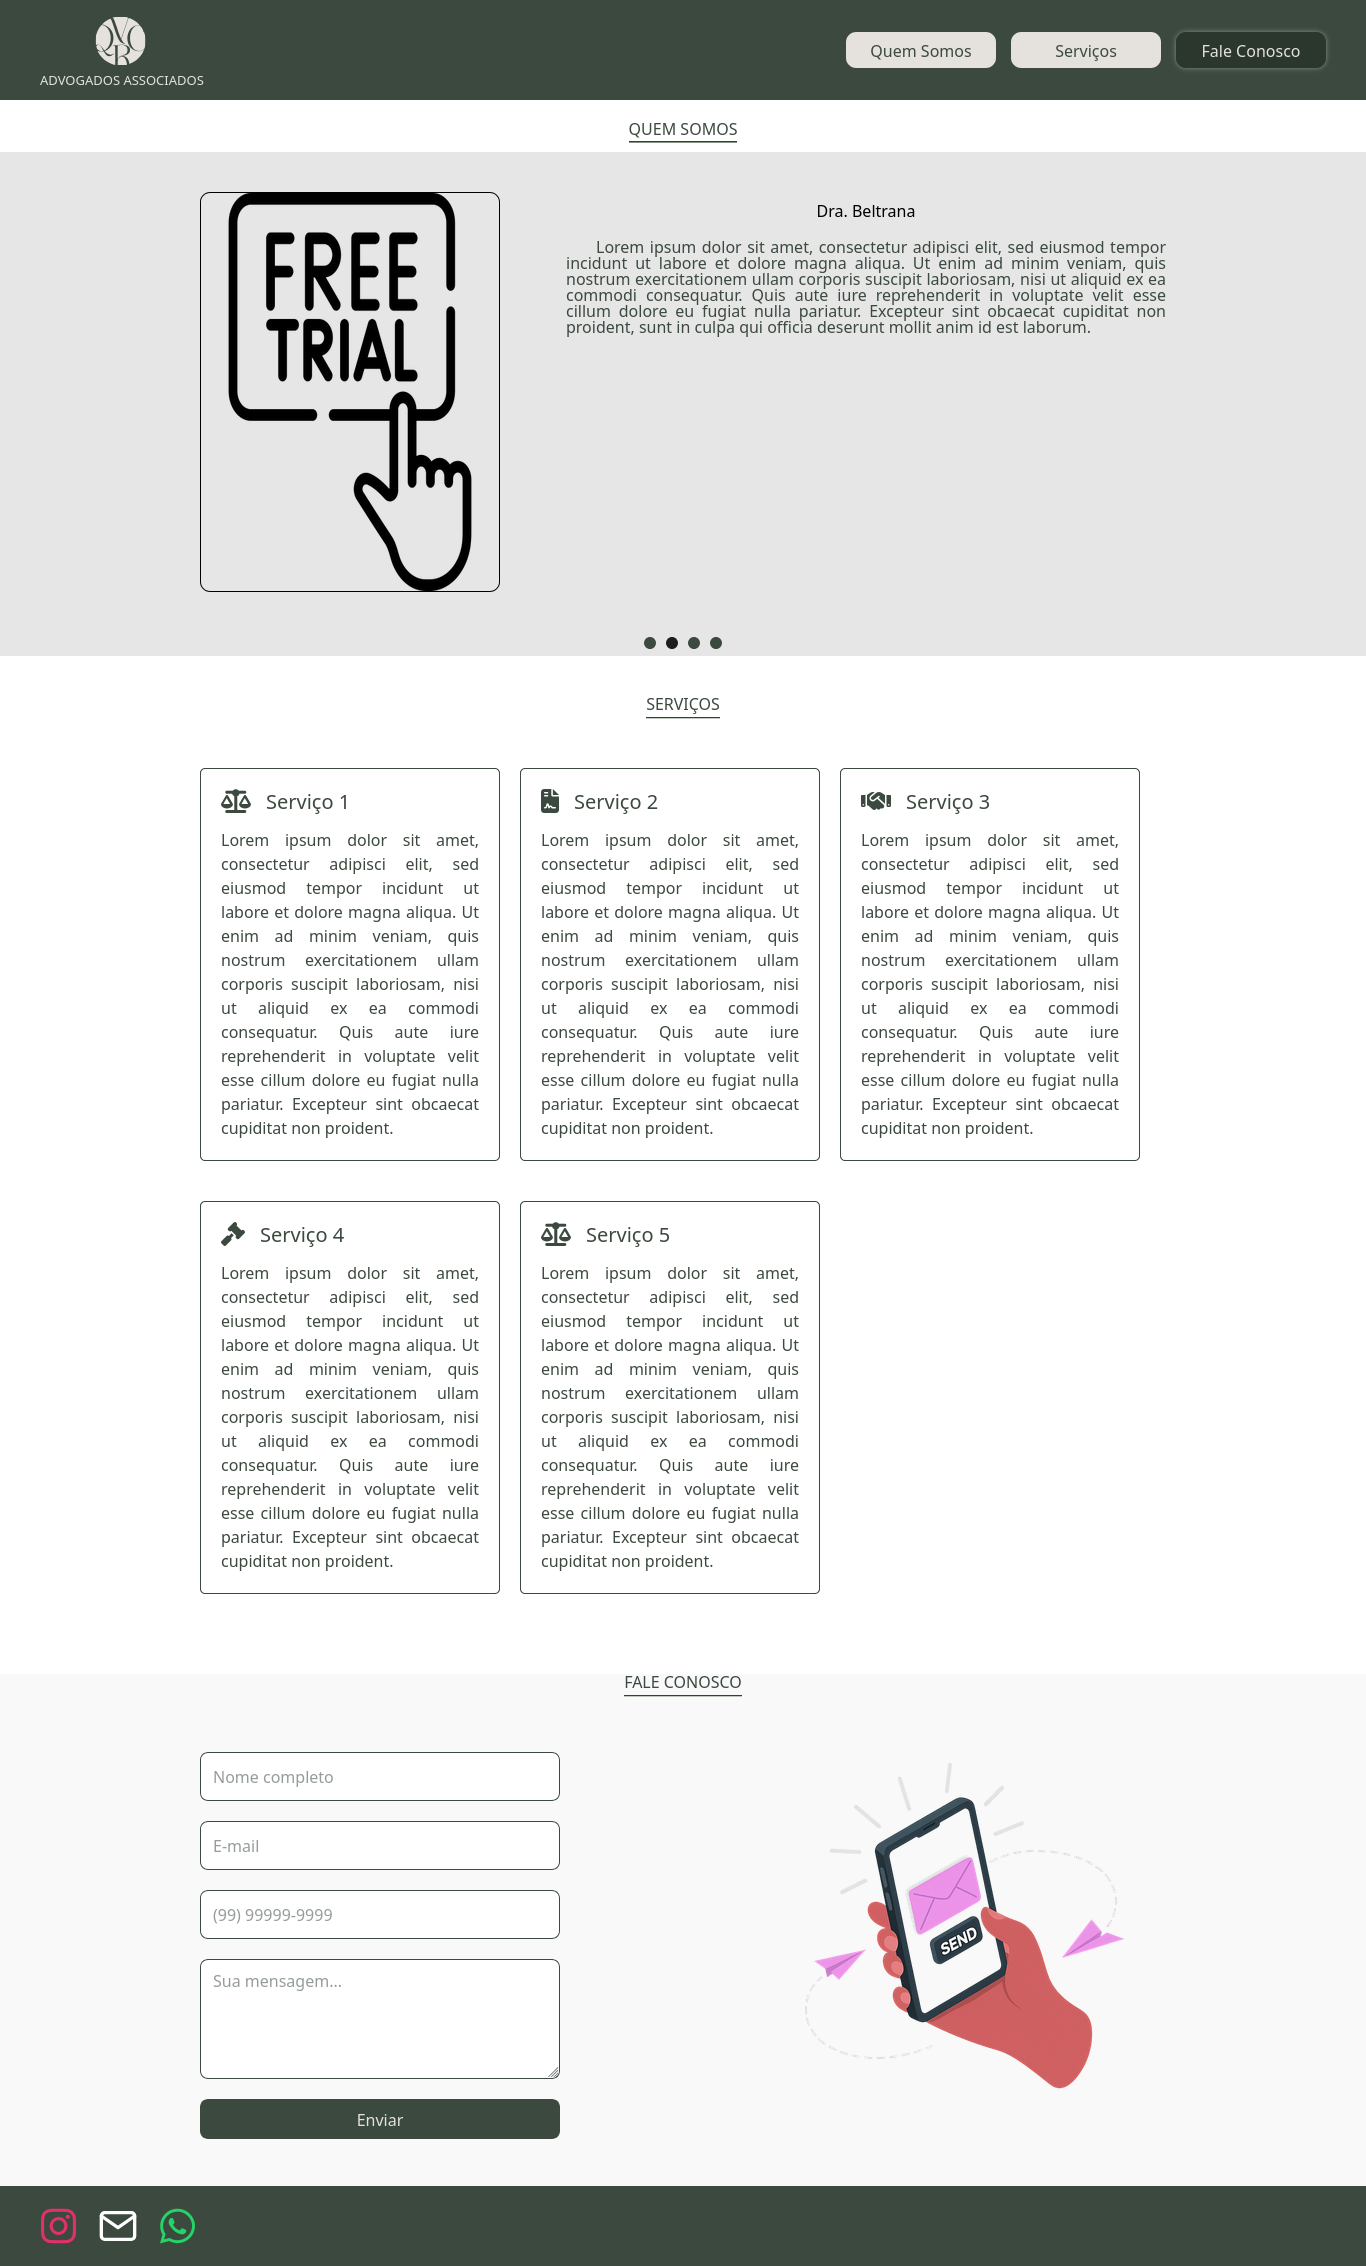 ADVOGADOS ASSOCIADOS
Quem Somos
Serviços
Fale Conosco
QUEM SOMOS
FREE
TRIAL
Dra. Beltrana
Lorem ipsum dolor sit amet, consectetur adipisci elit, sed eiusmod tempor
incidunt ut labore et dolore magna aliqua. Ut enim ad minim veniam, quis
nostrum exercitationem ullam corporis suscipit laboriosam, nisi ut aliquid ex ea
commodi consequatur. Quis aute iure reprehenderit in voluptate velit esse
cillum dolore eu fugiat nulla pariatur. Excepteur sint obcaecat cupiditat non
proident, sunt in culpa qui officia deserunt mollit anim id est laborum.
SERVIÇOS
Serviço 1
Lorem ipsum dolor sit amet,
consectetur adipisci elit, sed
eiusmod tempor incidunt ut
labore et dolore magna aliqua. Ut
enim ad minim veniam, quis
nostrum exercitationem ullam
corporis suscipit laboriosam, nisi
ut aliquid ex ea commodi
consequatur. Quis aute iure
reprehenderit in voluptate velit
esse cillum dolore eu fugiat nulla
pariatur. Excepteur sint obcaecat
cupiditat non proident.
Serviço 2
Lorem ipsum dolor sit amet,
consectetur adipisci elit, sed
eiusmod tempor incidunt ut
labore et dolore magna aliqua. Ut
enim ad minim veniam, quis
nostrum exercitationem ullam
corporis suscipit laboriosam, nisi
ut aliquid ex ea commodi
consequatur. Quis aute iure
reprehenderit in voluptate velit
esse cillum dolore eu fugiat nulla
pariatur. Excepteur sint obcaecat
cupiditat non proident.
Serviço 3
Lorem ipsum dolor sit amet,
consectetur adipisci elit, sed
eiusmod tempor incidunt ut
labore et dolore magna aliqua. Ut
enim ad minim veniam, quis
nostrum exercitationem ullam
corporis suscipit laboriosam, nisi
ut aliquid ex ea commodi
consequatur. Quis aute iure
reprehenderit in voluptate velit
esse cillum dolore eu fugiat nulla
pariatur. Excepteur sint obcaecat
cupiditat non proident.
Serviço 4
Lorem ipsum dolor sit amet,
consectetur adipisci elit, sed
eiusmod tempor incidunt ut
labore et dolore magna aliqua. Ut
enim ad minim veniam, quis
nostrum exercitationem ullam
corporis suscipit laboriosam, nisi
ut aliquid ex ea commodi
consequatur. Quis aute iure
reprehenderit in voluptate velit
esse cillum dolore eu fugiat nulla
pariatur. Excepteur sint obcaecat
cupiditat non proident.
Serviço 5
Lorem ipsum dolor sit amet,
consectetur adipisci elit, sed
eiusmod tempor incidunt ut
labore et dolore magna aliqua. Ut
enim ad minim veniam, quis
nostrum exercitationem ullam
corporis suscipit laboriosam, nisi
ut aliquid ex ea commodi
consequatur. Quis aute iure
reprehenderit in voluptate velit
esse cillum dolore eu fugiat nulla
pariatur. Excepteur sint obcaecat
cupiditat non proident.
FALE CONOSCO
Nome completo
E-mail
(99) 99999-9999
Sua mensagem...
Enviar
SEND